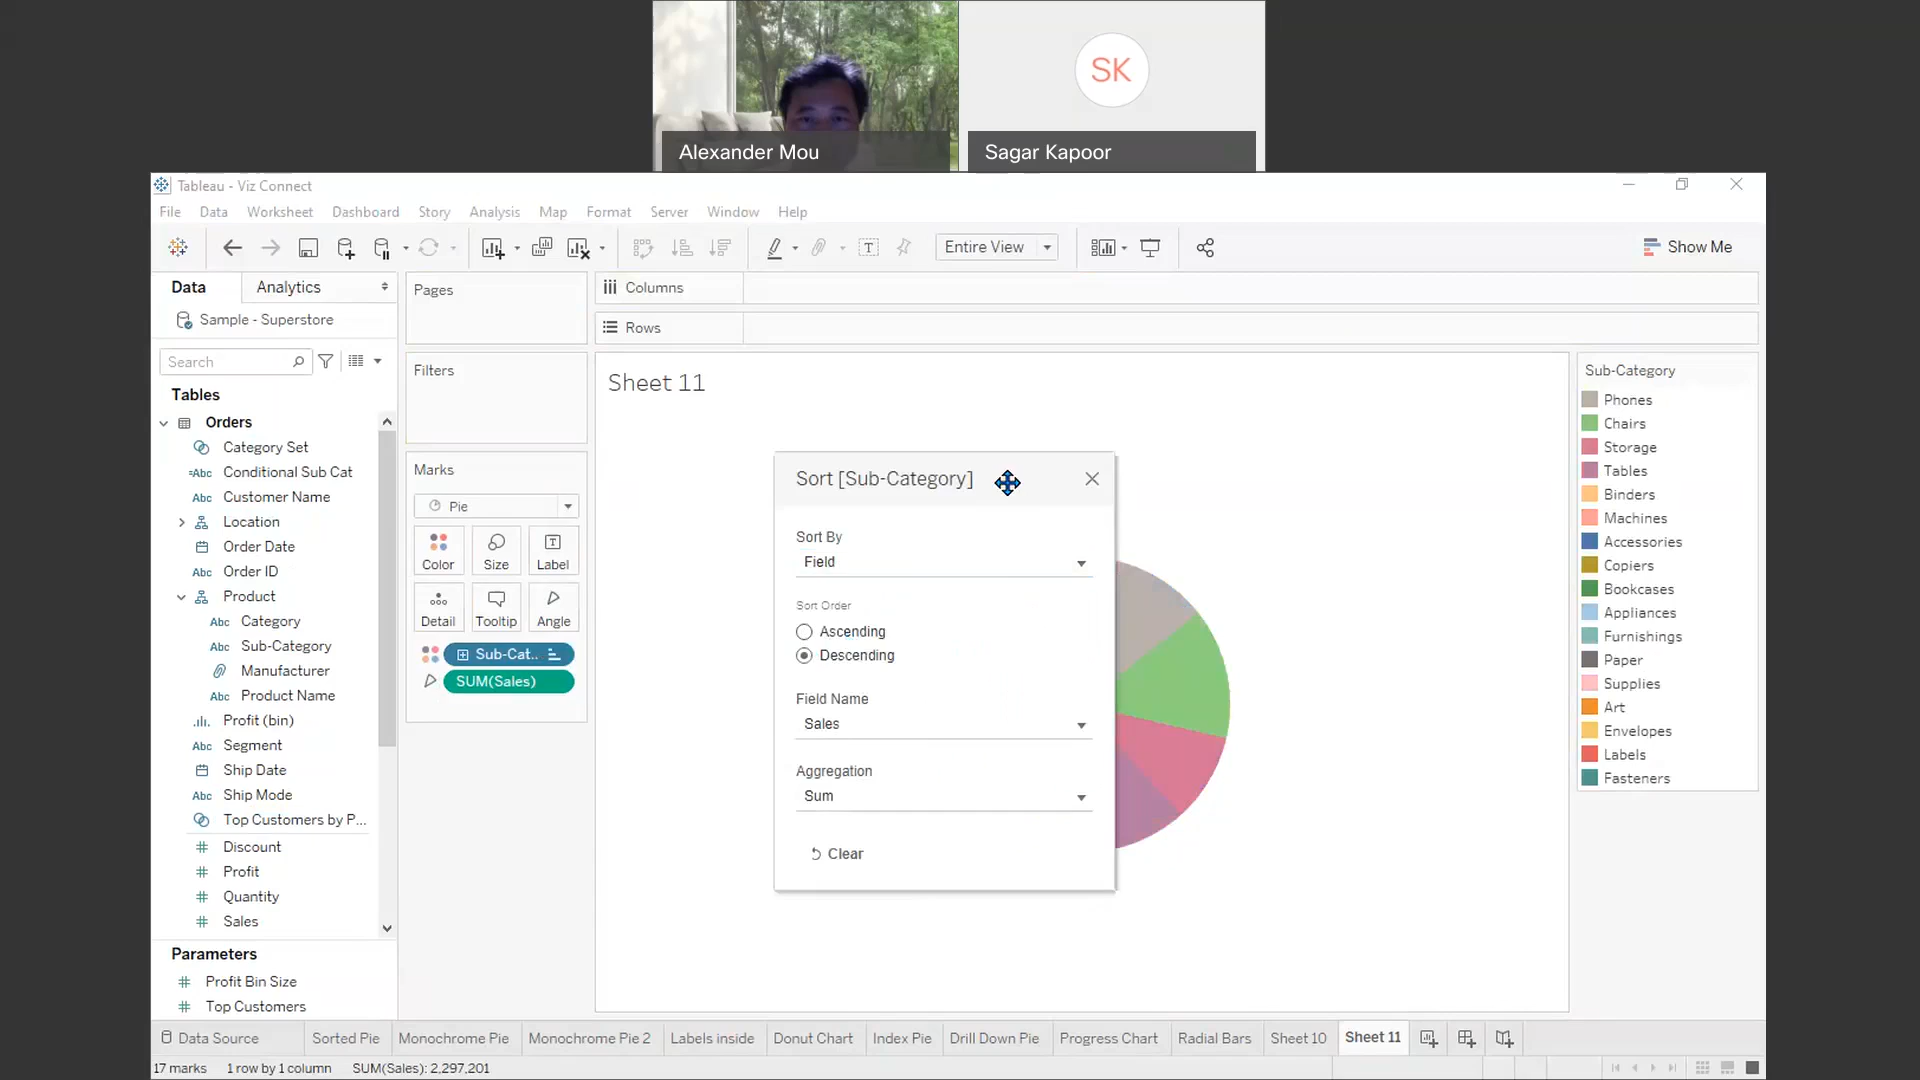 SK
Alexander Mou
Sagar Kapoor
Tableau - Viz Connect
File Data Worksheet Dashboard Story Analysis Map Format Server Window Help
Entire View
Show Me
Data
Analytics
Sample - Superstore
Search
Tables
Orders
Category Set
=Abc Conditional Sub Cat
Abc Customer Name
Location
Order Date
Abc Order ID
Product
Abc Category
Abc Sub-Category
Manufacturer
Abc Product Name
Profit (bin)
Abc Segment
Ship Date
Abc Ship Mode
Top Customers by P...
# Discount
# Profit
# Quantity
# Sales
Parameters
# Profit Bin Size
# Top Customers
Pages
Filters
Marks
Pie
Color
Size
Label
Detail
Tooltip
Angle
Sub-Cat..
SUM(Sales)
Columns
Rows
Sheet 11
Sort [Sub-Category]
Sort By
Field
Sort Order
Ascending
Descending
Field Name
Sales
Aggregation
Sum
Clear
Sub-Category
Phones
Chairs
Storage
Tables
Binders
Machines
Accessories
Copiers
Bookcases
Appliances
Furnishings
Paper
Supplies
Art
Envelopes
Labels
Fasteners
Data Source
Sorted Pie
Monochrome Pie
Monochrome Pie 2
Labels inside
Donut Chart
Index Pie
Drill Down Pie
Progress Chart
Radial Bars
Sheet 10
Sheet 11
17 marks
1 row by 1 column
SUM(Sales): 2,297,201